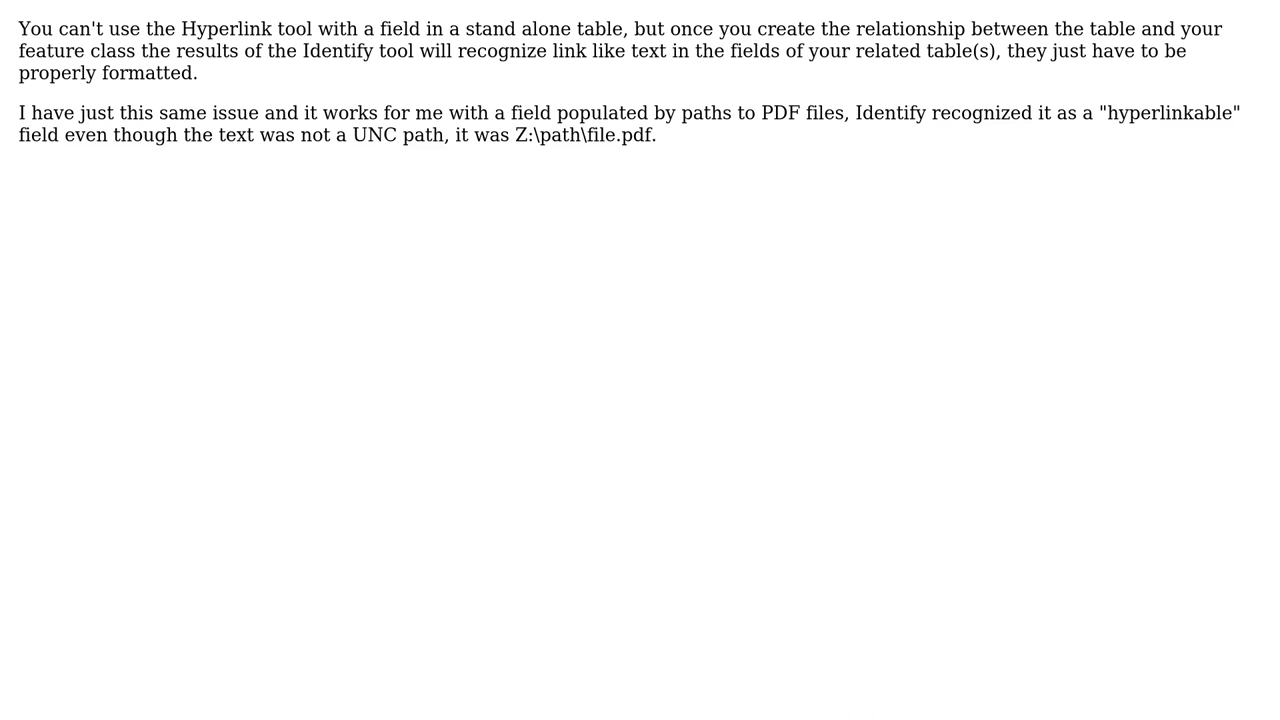 You can't use the Hyperlink tool with a field in a stand alone table, but once you create the relationship between the table and your
feature class the results of the Identify tool will recognize link like text in the fields of your related table(s), they just have to be
properly formatted.
I have just this same issue and it works for me with a field populated by paths to PDF files, Identify recognized it as a "hyperlinkable"
field even though the text was not a UNC path, it was Z:\path\file.pdf.